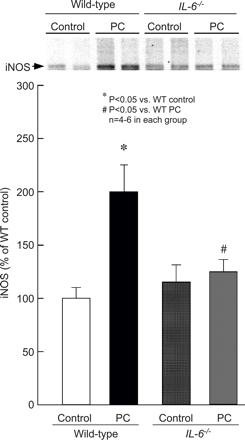 Wild-type IL-6-/-
Control PC Control PC
iNOS
300
* P<0.05 vs. WT control
# P<0.05 vs. WT PC
n=4-6 in each group
250
200
*
150
#
100
50
0
iNOS (% of WT control)
Control PC Control PC
Wild-type IL-6-/-